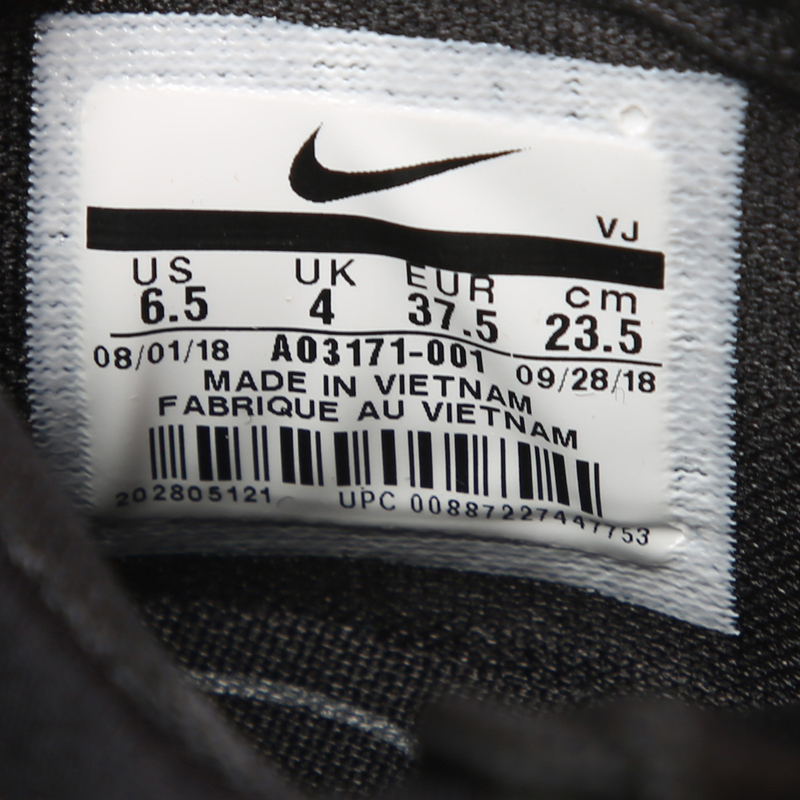 VJ
US UK EUR cm
6.5 4 37.5 23.5
08/01/18 AO3171-001 09/28/18
MADE IN VIETNAM
FABRIQUE AU VIETNAM
202805121 UPC 00887227447753